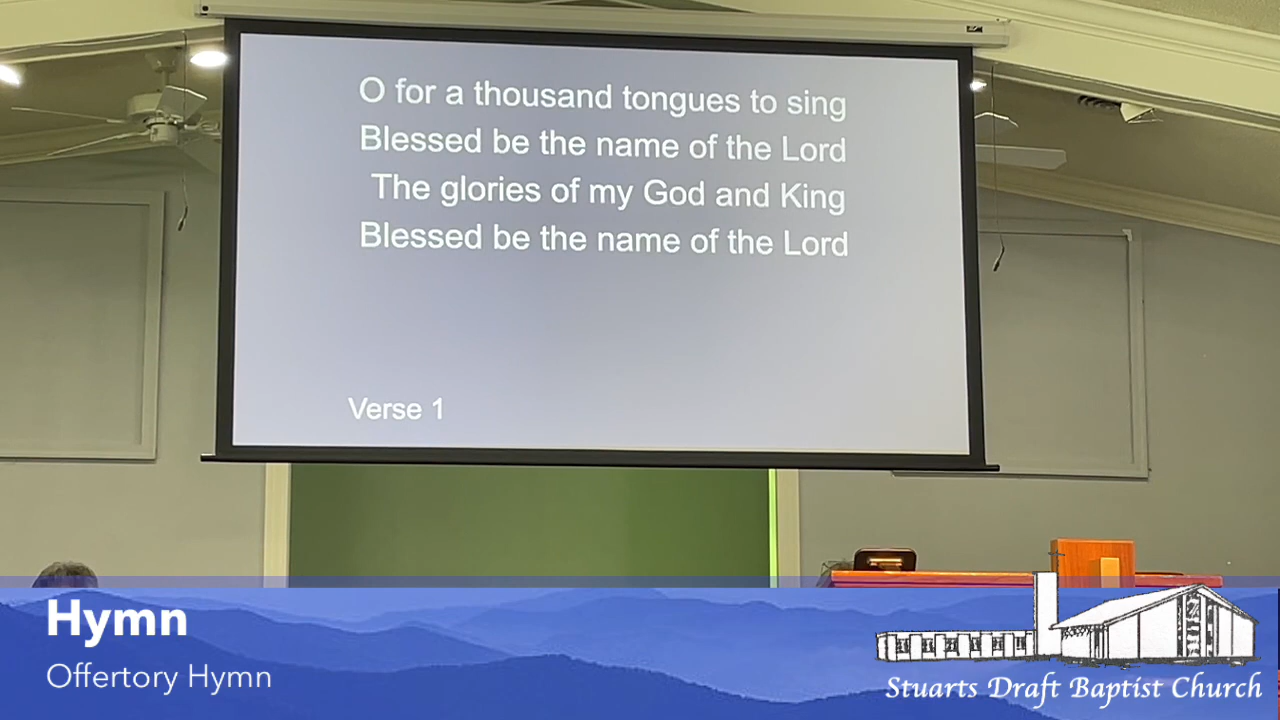 O for a thousand tongues to sing
Blessed be the name of the Lord
The glories of my God and King
Blessed be the name of the Lord
Verse 1
Hymn
Offertory Hymn
Stuarts Draft Baptist Church